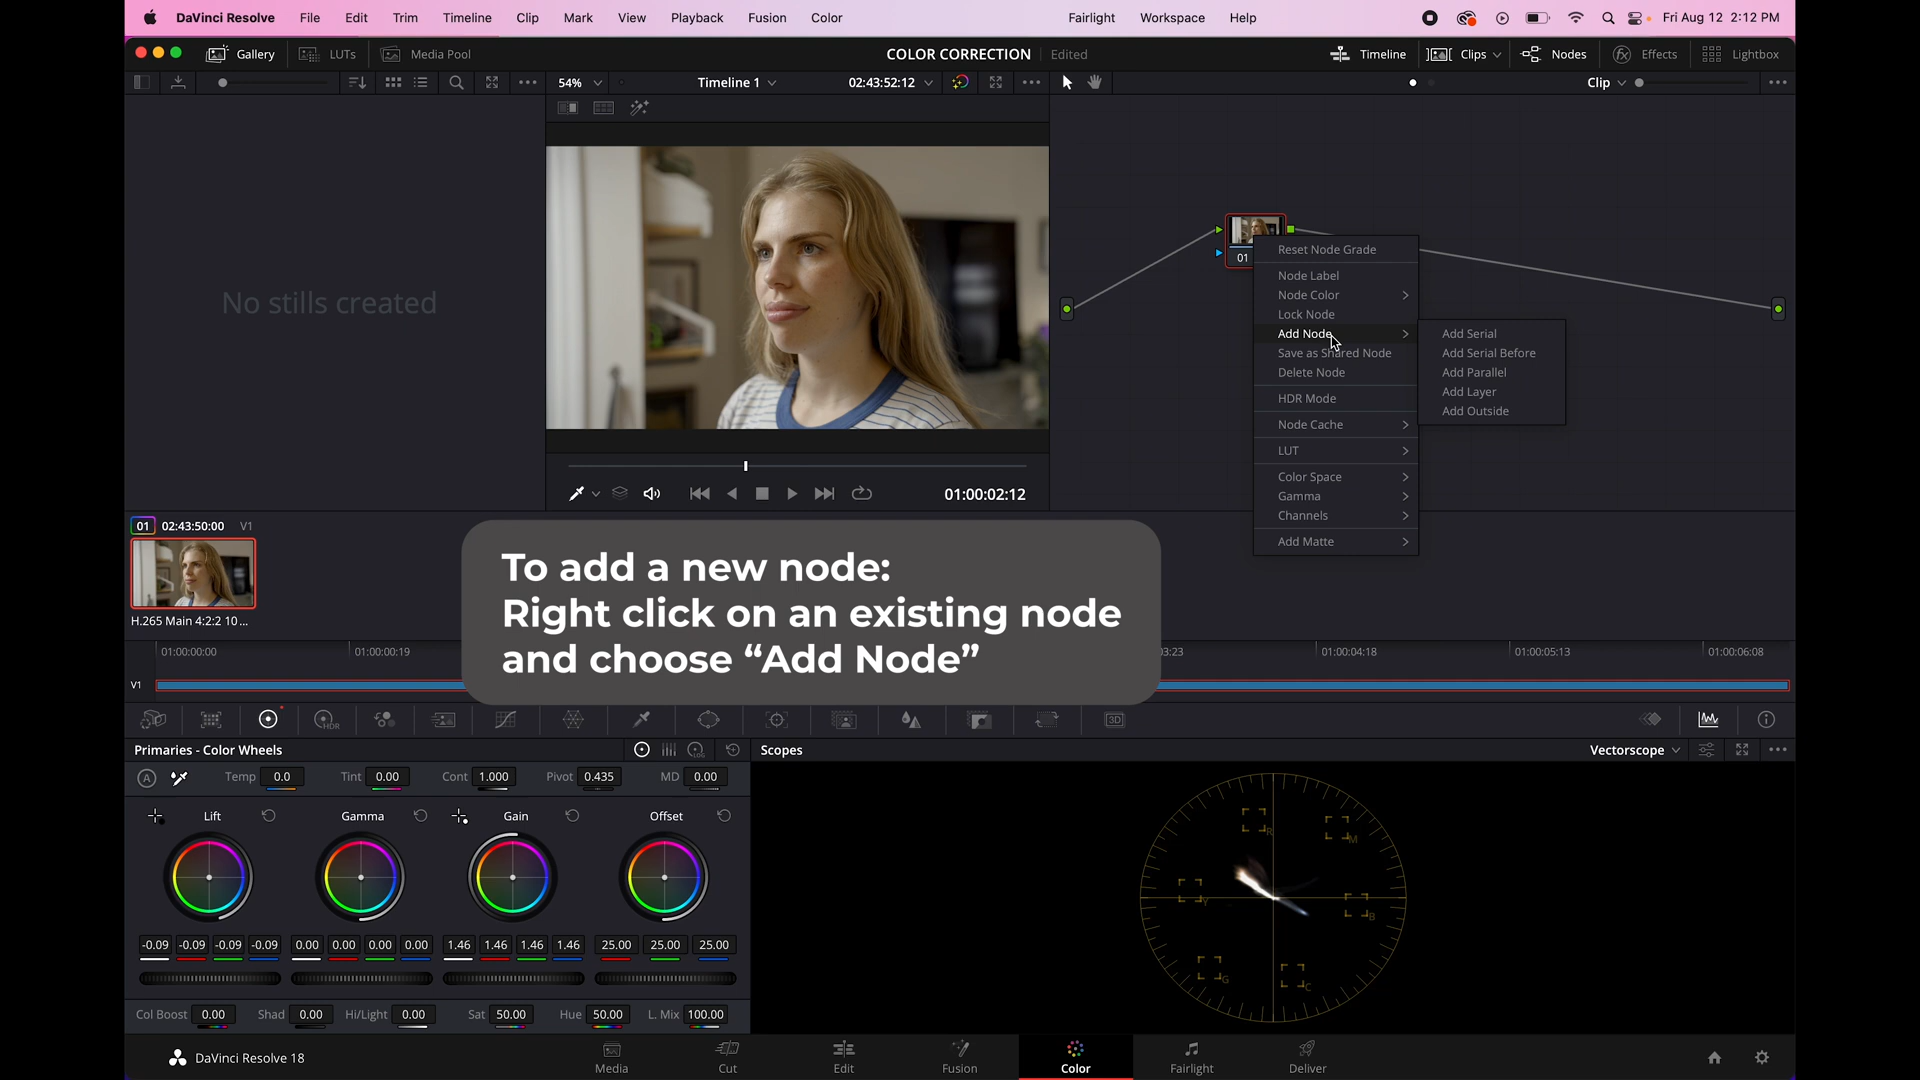 DaVinci Resolve File Edit Trim Timeline Clip Mark View Playback Fusion Color Fairlight Workspace Help Fri Aug 12 2:12 PM
Gallery LUTs Media Pool COLOR CORRECTION Edited Timeline Clips Nodes Effects Lightbox
54% Timeline 1 02:43:52:12 Clip
No stills created
01
Reset Node Grade
Node Label
Node Color
Lock Node
Add Node
Save as Shared Node
Delete Node
HDR Mode
Node Cache
LUT
Color Space
Gamma
Channels
Add Matte
Add Serial
Add Serial Before
Add Parallel
Add Layer
Add Outside
01:00:02:12
01 02:43:50:00 V1
H.265 Main 4:2:2 10...
To add a new node:
Right click on an existing node
and choose “Add Node”
01:00:00:00 01:00:00:19 3:23 01:00:04:18 01:00:05:13 01:00:06:08
V1
HDR 3D
Primaries - Color Wheels Scopes Vectorscope
A Temp 0.0 Tint 0.00 Cont 1.000 Pivot 0.435 MD 0.00
Lift Gamma Gain Offset
R M Y B G C
-0.09 -0.09 -0.09 -0.09 0.00 0.00 0.00 0.00 1.46 1.46 1.46 1.46 25.00 25.00 25.00
Col Boost 0.00 Shad 0.00 Hi/Light 0.00 Sat 50.00 Hue 50.00 L. Mix 100.00
DaVinci Resolve 18 Media Cut Edit Fusion Color Fairlight Deliver